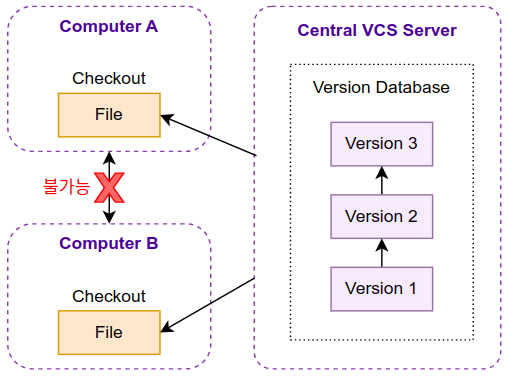 Computer A
Checkout
File
불가능
Computer B
Checkout
File
Central VCS Server
Version Database
Version 3
Version 2
Version 1